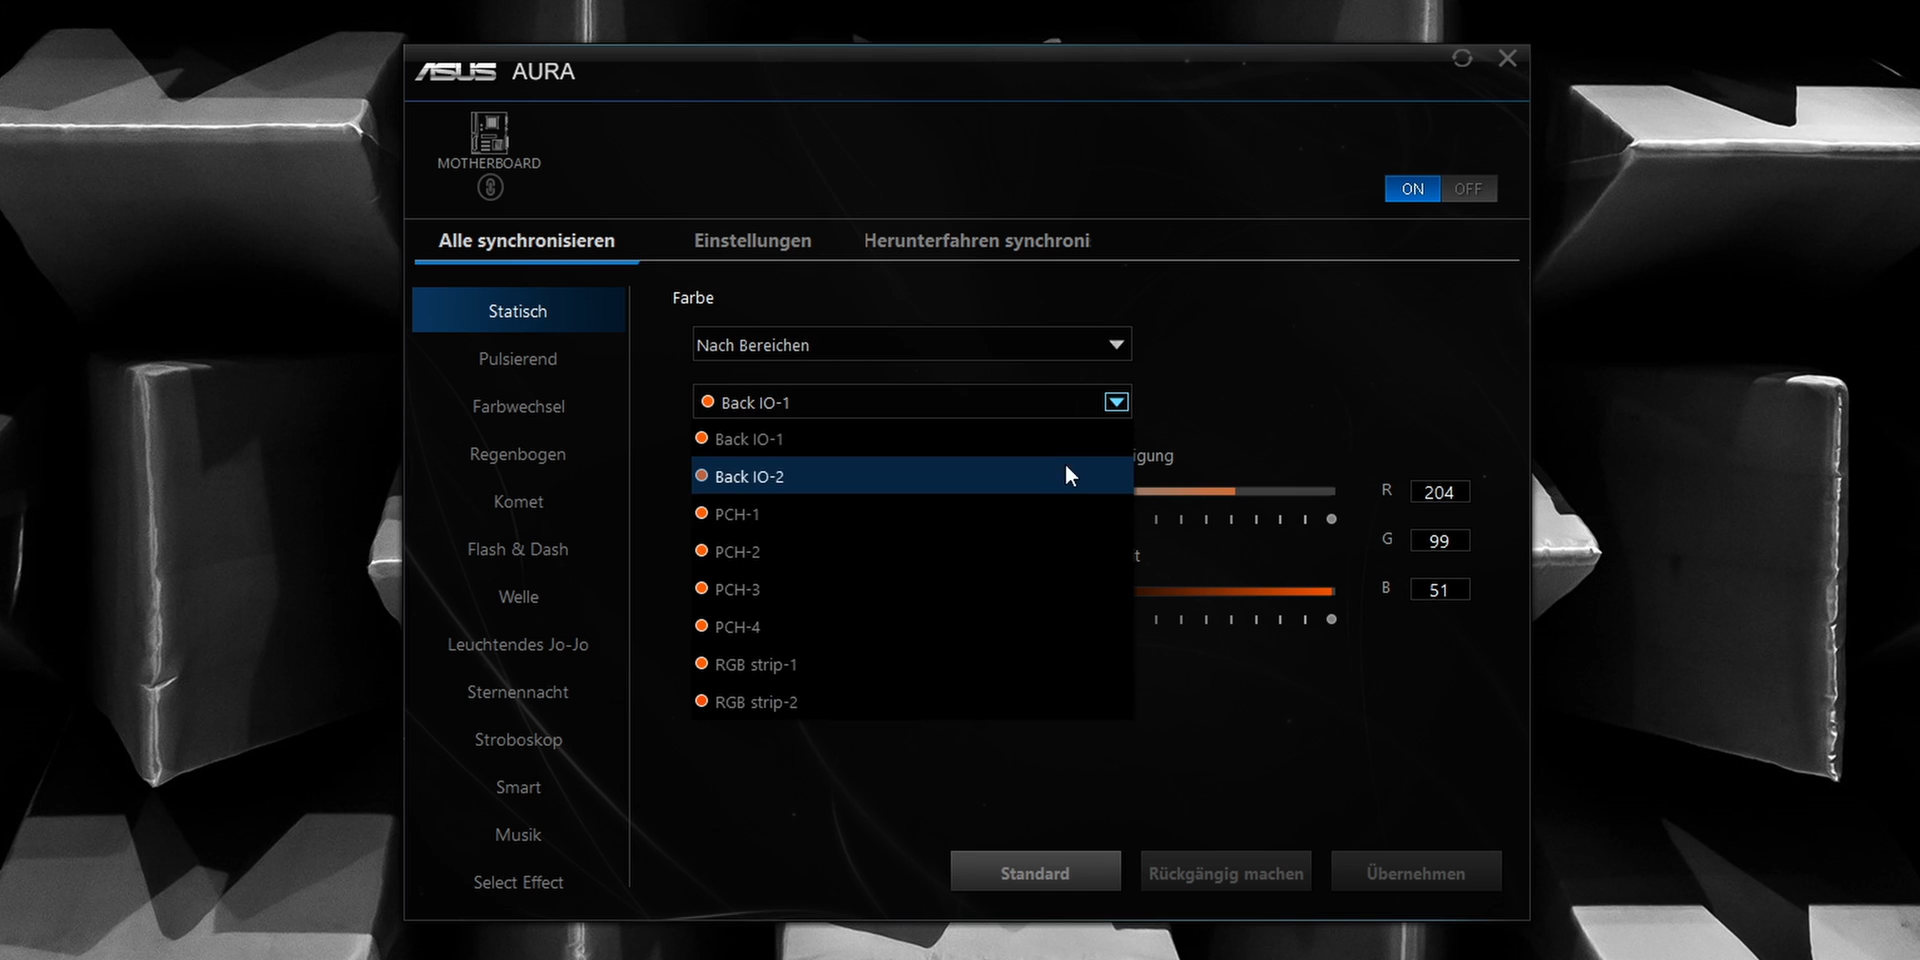 ASUS AURA
MOTHERBOARD
ON OFF
Alle synchronisieren Einstellungen Herunterfahren synchroni
Statisch
Pulsierend
Farbwechsel
Regenbogen
Komet
Flash & Dash
Welle
Leuchtendes Jo-Jo
Sternennacht
Stroboskop
Smart
Musik
Select Effect
Farbe
Nach Bereichen
Back IO-1
Back IO-1
Back IO-2
PCH-1
PCH-2
PCH-3
PCH-4
RGB strip-1
RGB strip-2
igung
t
R 204
G 99
B 51
Standard Rückgängig machen Übernehmen